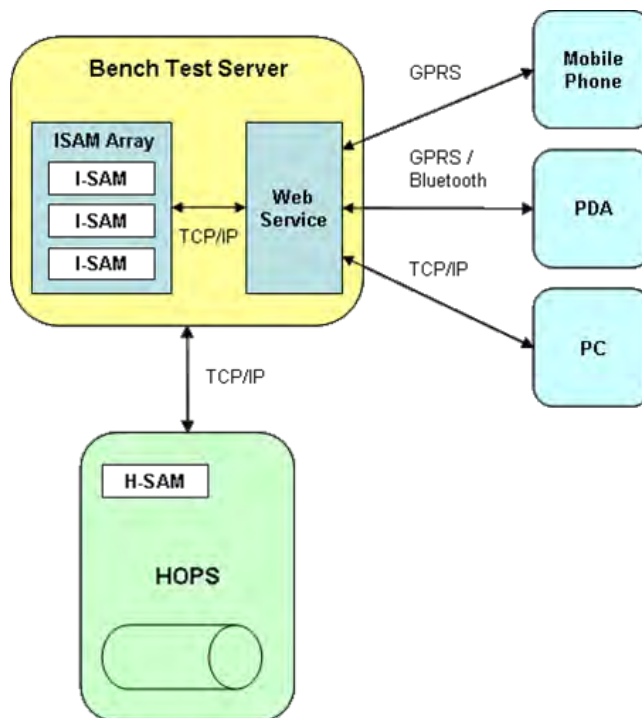 Bench Test Server
ISAM Array
I-SAM
I-SAM
I-SAM
TCP/IP
Web
Service
GPRS
Mobile
Phone
GPRS /
Bluetooth
PDA
TCP/IP
PC
TCP/IP
H-SAM
HOPS